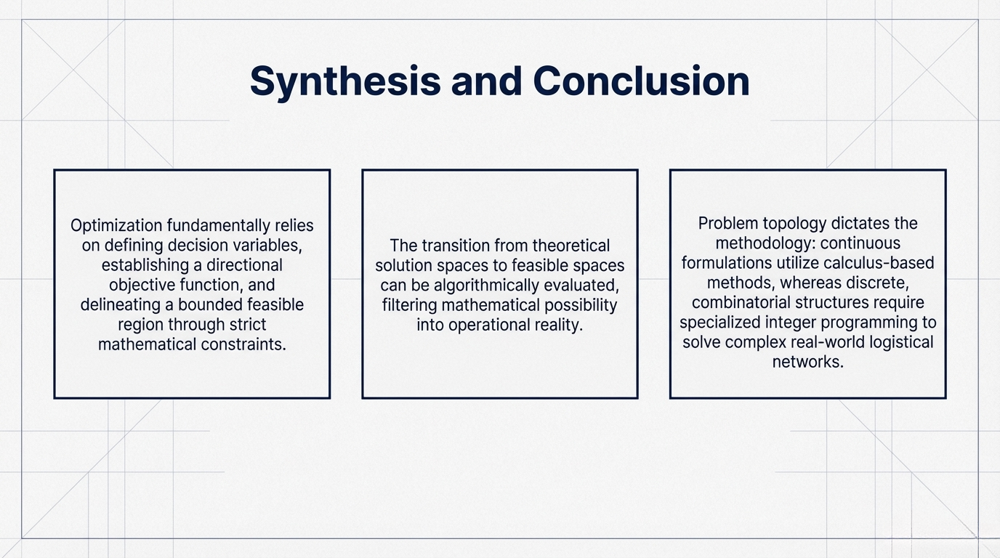 Synthesis and Conclusion
Optimization fundamentally relies
on defining decision variables,
establishing a directional
objective function, and
delineating a bounded feasible
region through strict
mathematical constraints.
The transition from theoretical
solution spaces to feasible spaces
can be algorithmically evaluated,
filtering mathematical possibility
into operational reality.
Problem topology dictates the
methodology: continuous
formulations utilize calculus-based
methods, whereas discrete,
combinatorial structures require
specialized integer programming to
solve complex real-world logistical
networks.